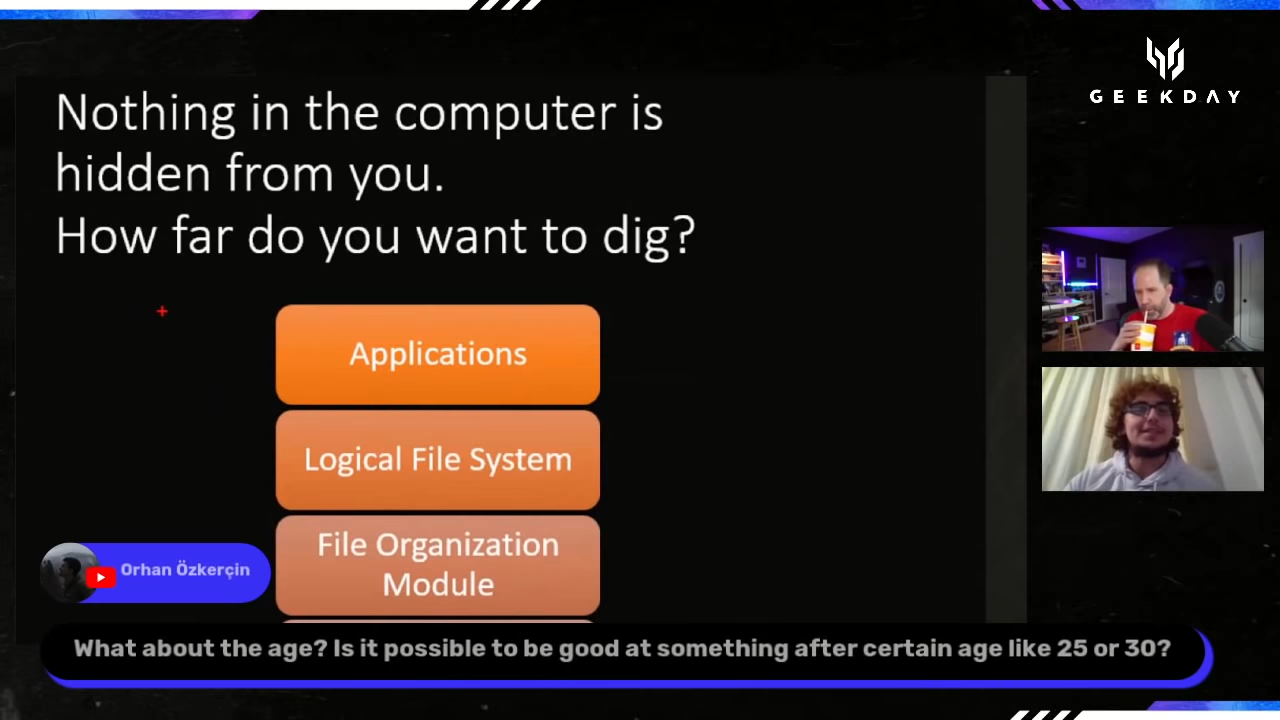 GEEKDAY
Nothing in the computer is
hidden from you.
How far do you want to dig?
Applications
Logical File System
File Organization
Module
Orhan Özkerçin
What about the age? Is it possible to be good at something after certain age like 25 or 30?